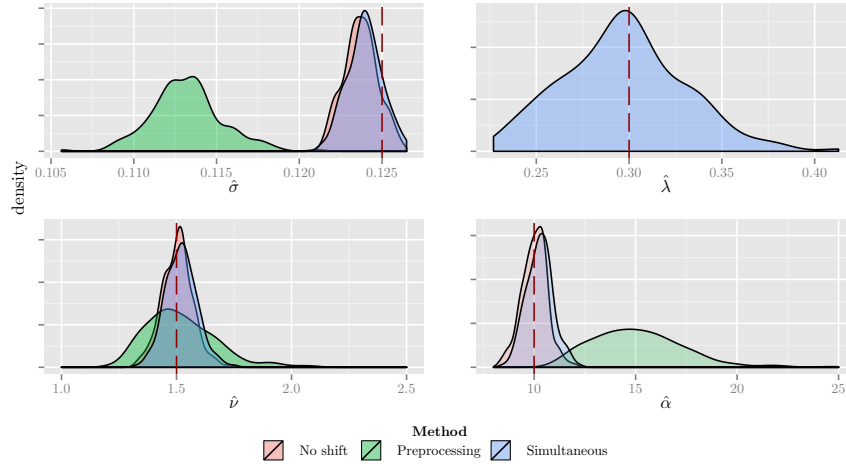 density
0.105 0.110 0.115 0.120 0.125
σ̂
0.25 0.30 0.35 0.40
λ̂
1.0 1.5 2.0 2.5
ν̂
10 15 20 25
α̂
Method
No shift Preprocessing Simultaneous